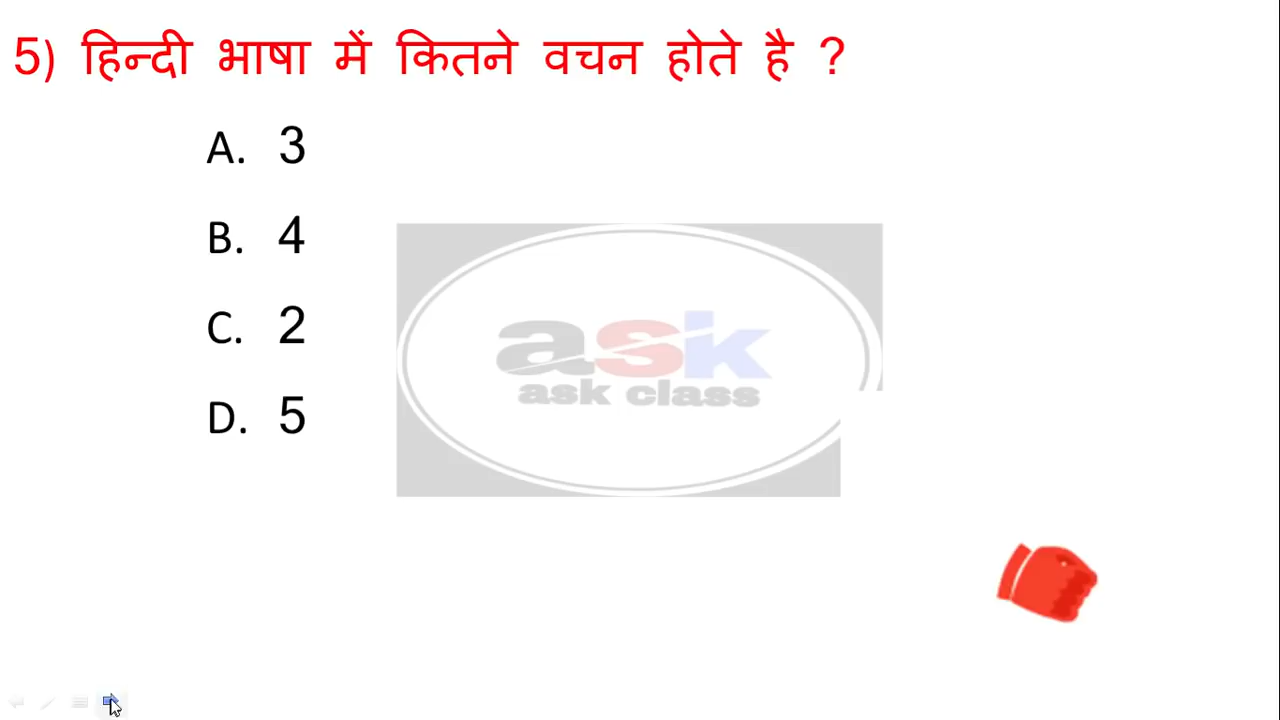 5) हिन्दी भाषा में कितने वचन होते है ?
A. 3
B. 4
C. 2
D. 5
ask
ask class